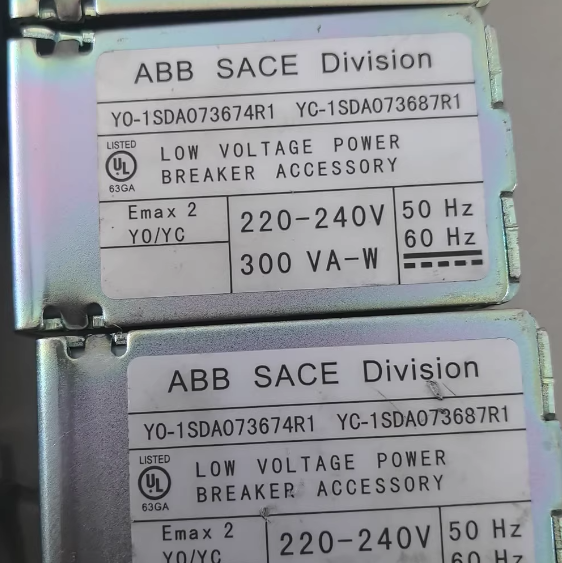 ABB SACE Division
YO-1SDA073674R1 YC-1SDA073687R1
LISTED
UL
63GA
LOW VOLTAGE POWER
BREAKER ACCESSORY
Emax 2
YO/YC
220-240V
300 VA-W
50 Hz
60 Hz
ABB SACE Division
YO-1SDA073674R1 YC-1SDA073687R1
LISTED
UL
63GA
LOW VOLTAGE POWER
BREAKER ACCESSORY
Emax 2
YO/YC
220-240V
50 Hz
60 Hz